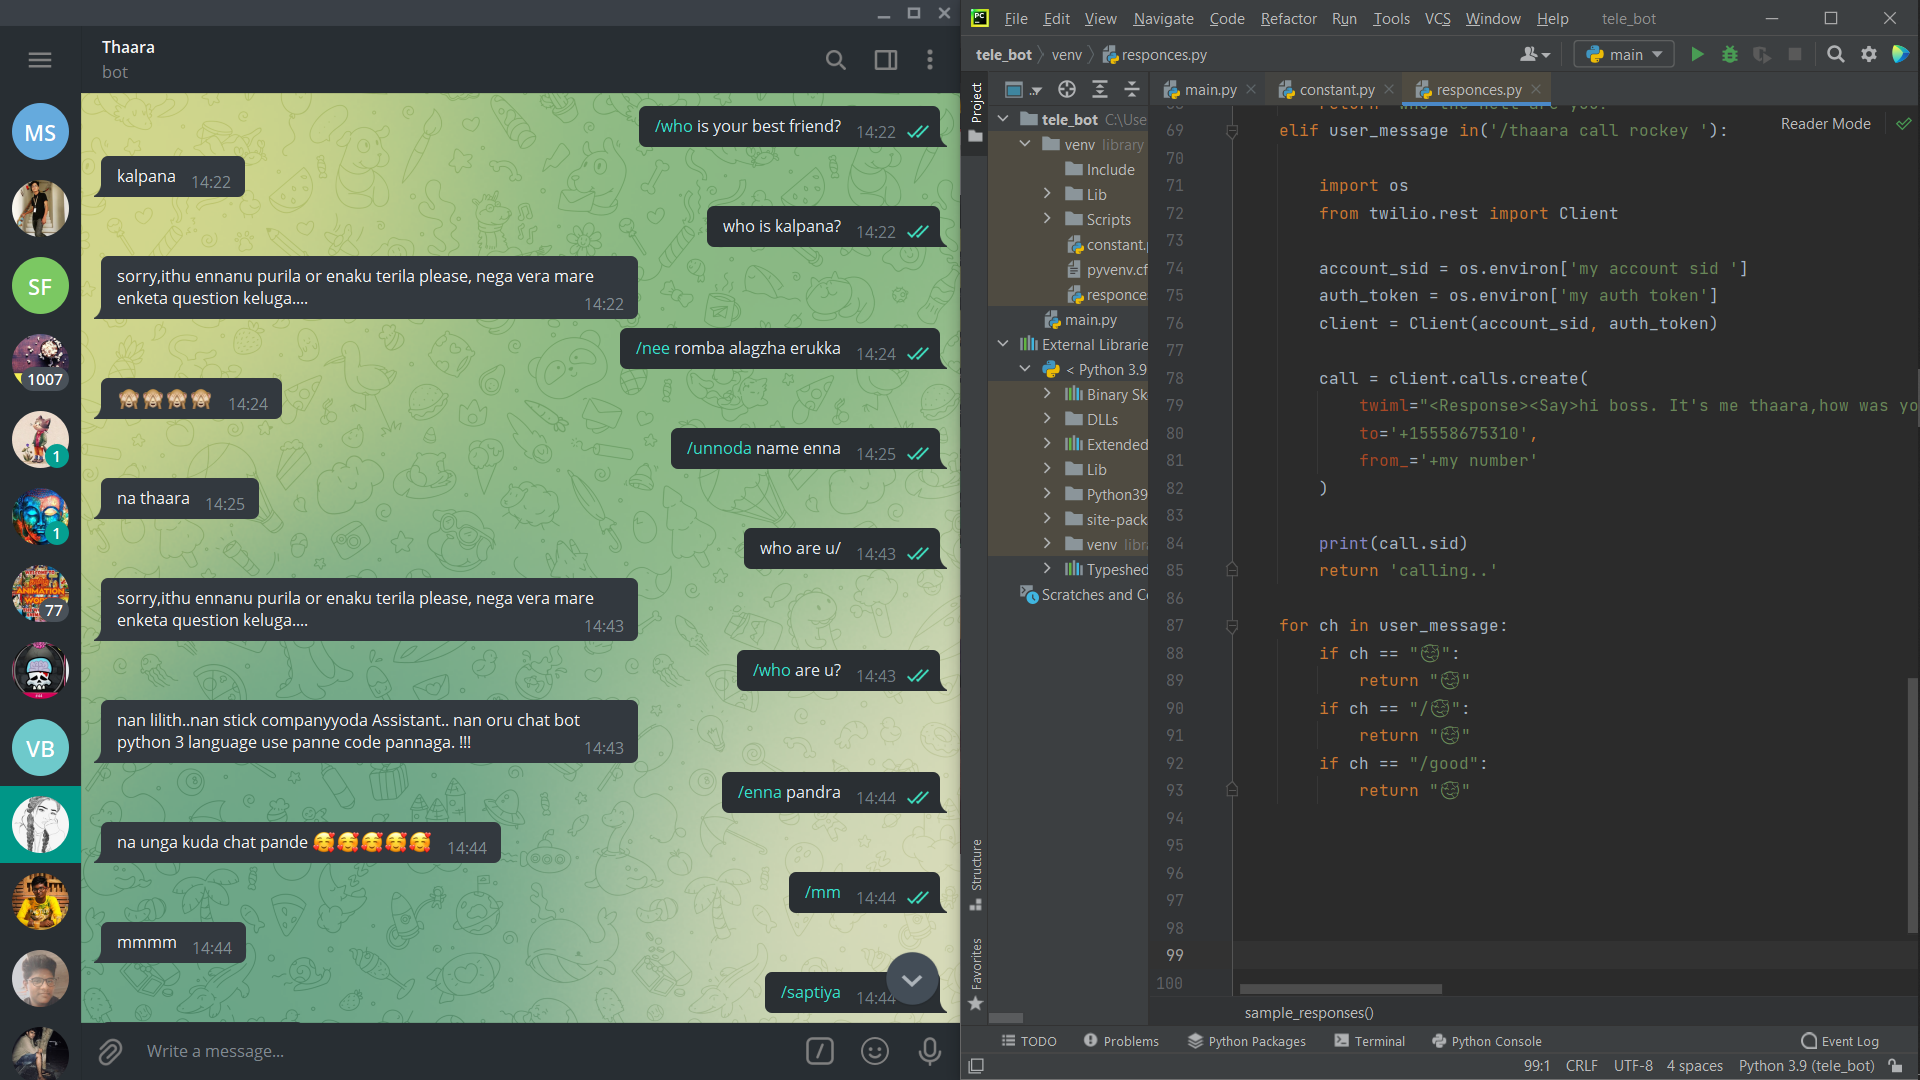 Thaara
bot
MS
SF
1007
1
1
77
VB
/who is your best friend? 14:22
kalpana 14:22
who is kalpana? 14:22
sorry,ithu ennanu purila or enaku terila please, nega vera mare
enketa question keluga.... 14:22
/nee romba alagzha erukka 14:24
🙈🙈🙈🙈 14:24
/unnoda name enna 14:25
na thaara 14:25
who are u/ 14:43
sorry,ithu ennanu purila or enaku terila please, nega vera mare
enketa question keluga.... 14:43
/who are u? 14:43
nan lilith..nan stick companyyoda Assistant.. nan oru chat bot
python 3 language use panne code pannaga. !!! 14:43
/enna pandra 14:44
na unga kuda chat pande 🥰🥰🥰🥰🥰 14:44
/mm 14:44
mmmm 14:44
/saptiya 14:44
Write a message...
PC File Edit View Navigate Code Refactor Run Tools VCS Window Help tele_bot
tele_bot venv responces.py main
main.py constant.py responces.py
Project
tele_bot C:\Use
venv library
Include
Lib
Scripts
constant.
pyvenv.cf
responce
main.py
External Librarie
< Python 3.9
Binary Sk
DLLs
Extended
Lib
Python39
site-pack
venv libra
Typeshed
Scratches and Co
Structure
Favorites
Reader Mode
69 elif user_message in('/thaara call rockey '):
70
71 import os
72 from twilio.rest import Client
73
74 account_sid = os.environ['my account sid ']
75 auth_token = os.environ['my auth token']
76 client = Client(account_sid, auth_token)
77
78 call = client.calls.create(
79 twiml="<Response><Say>hi boss. It's me thaara,how was yo
80 to='+15558675310',
81 from_='+my number'
82 )
83
84 print(call.sid)
85 return 'calling..'
86
87 for ch in user_message:
88 if ch == "🥰":
89 return "🥰"
90 if ch == "/🥰":
91 return "🥰"
92 if ch == "/good":
93 return "🥰"
94
95
96
97
98
99
100
sample_responses()
TODO Problems Python Packages Terminal Python Console Event Log
99:1 CRLF UTF-8 4 spaces Python 3.9 (tele_bot)